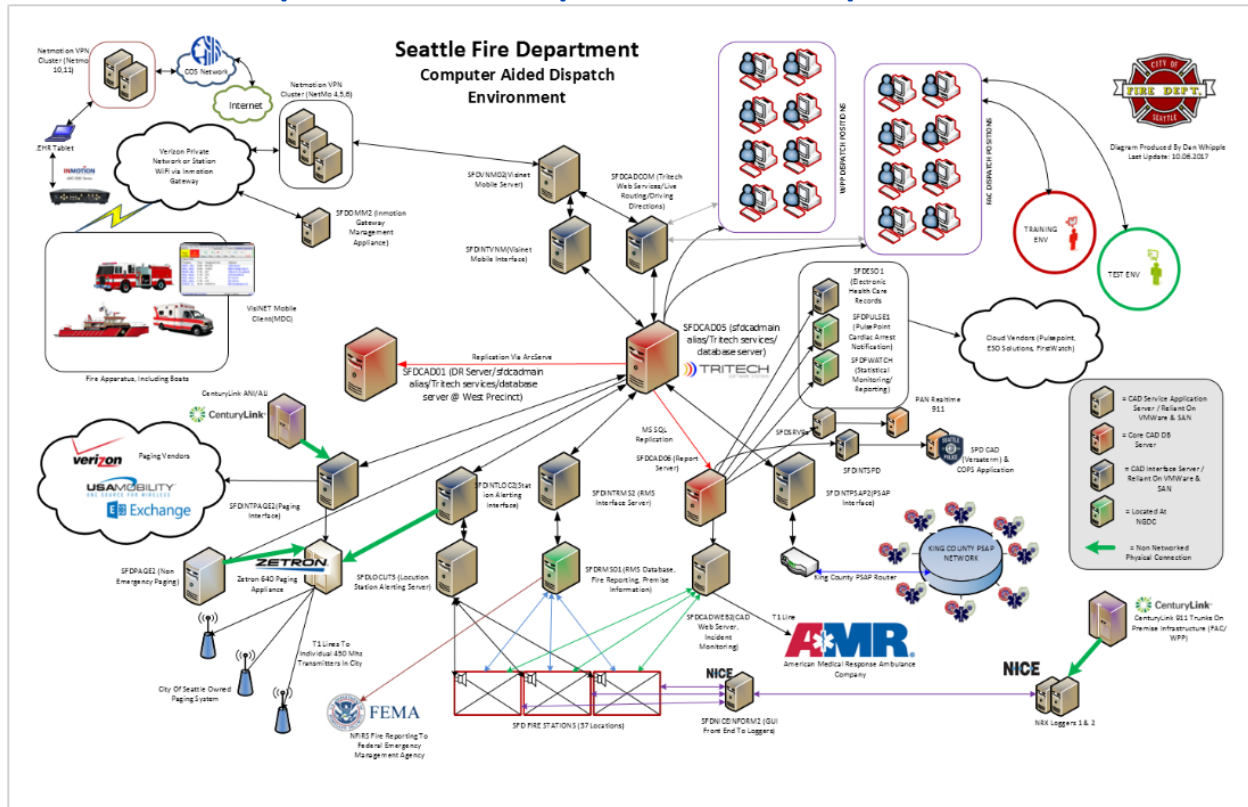 Seattle Fire Department
Computer Aided Dispatch
Environment
Netmotion VPN
Cluster (Netmo
10,11)
COS Network
Internet
Netmotion VPN
Cluster (NetMo 4,5,6)
EHR Tablet
INMOTION
Verizon Private
Network or Station
WiFi via Inmotion
Gateway
SFDOMM2 (Inmotion
Gateway
Management
Appliance)
VisiNET Mobile
Client(MDC)
Fire Apparatus, Including Boats
SFDVNM02(Visinet
Mobile Server)
SFDCADCOM (Tritech
Web Services/Live
Routing/Driving
Directions)
SFDINTVNM(Visinet
Mobile Interface)
WPP DISPATCH POSITIONS
FAC DISPATCH POSITIONS
CITY OF
FIRE DEPT.
SEATTLE
Diagram Produced By Dan Whipple
Last Update: 10.06.2017
TRAINING
ENV
TEST ENV
SFDESO1
(Electronic
Health Care
Records
SFDPULSE1
(PulsePoint
Cardiac Arrest
Notification)
SFDFWATCH
(Statistical
Monitoring/
Reporting)
Cloud Vendors (Pulsepoint,
ESO Solutions, FirstWatch)
SFDCAD05 (sfdcadmain
alias/Tritech services/
database server)
TRITECH
Replication Via ArcServe
SFDCAD01 (DR Server/sfdcadmain
alias/Tritech services/database
server @ West Precinct)
CenturyLink ANI/ALI
CenturyLink
verizon
Paging Vendors
USAMOBILITY
Exchange
SFDINTPAGE2(Paging
Interface)
SFDINTLOC2(Stat
ion Alerting
Interface)
SFDINTRMS2 (RMS
Interface Server)
MS SQL
Replication
SFDCAD06 (Report
Server)
PAN Realtime
911
SFDINTSPD
SPD CAD
(Versaterm) &
COPS Application
SFDINTPSAP2(PSAP
Interface)
King County PSAP Router
KING COUNTY PSAP
NETWORK
= CAD Service Application
Server / Reliant On
VMWare & SAN
= Core CAD DB
Server
= CAD Interface Server /
Reliant On VMWare &
SAN
= Located At
NGDC
= Non Networked
Physical Connection
SFDPAGE2 (Non
Emergency Paging)
ZETRON
Zetron 640 Paging
Appliance
SFDLOCUTS (Locution
Station Alerting Server)
SFDRMS01(RMS Database,
Fire Reporting, Premise
Information)
SFDCADWEB2(CAD
Web Server,
Incident
Monitoring)
T1 Line
AMR
American Medical Response Ambulance
Company
CenturyLink
CenturyLink 911 Trunks On
Premise Infrastructure (FAC/
WPP)
T1 Lines To
Individual 450 Mhz
Transmitters In City
City Of Seattle Owned
Paging System
FEMA
NFIRS Fire Reporting To
Federal Emergency
Management Agency
SFD FIRE STATIONS (37 Locations)
NICE
SFDNICEINFORM2 (GUI
Front End To Loggers)
NICE
NRX Loggers 1 & 2